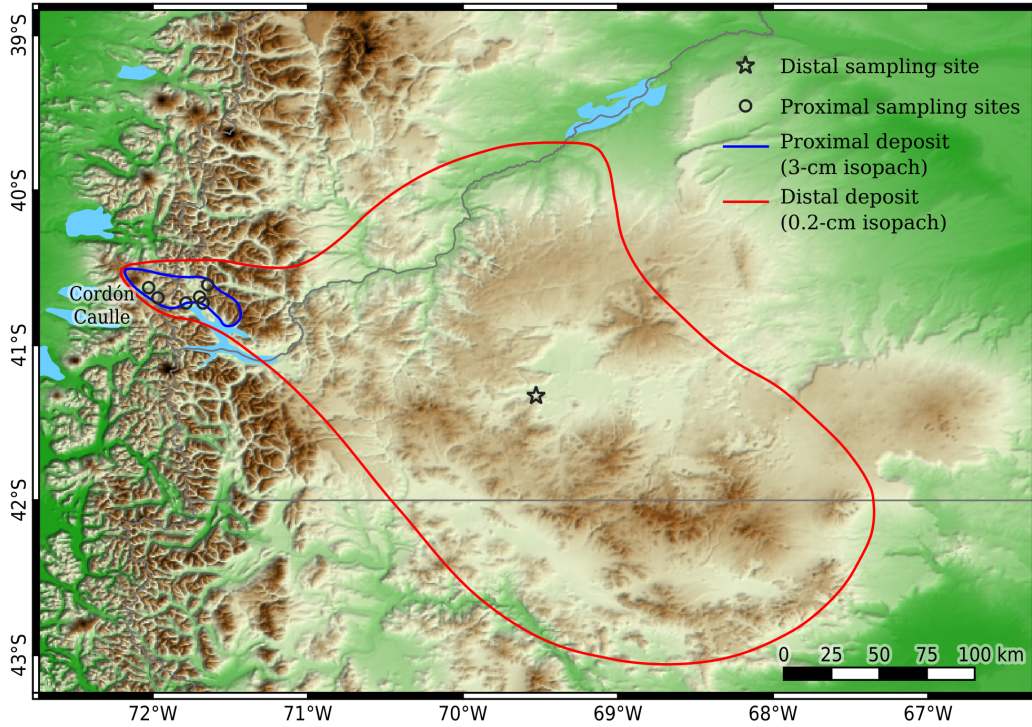 Distal sampling site
Proximal sampling sites
Proximal deposit
(3-cm isopach)
Distal deposit
(0.2-cm isopach)
Cordón
Caulle
39°S
40°S
41°S
42°S
43°S
0 25 50 75 100 km
72°W 71°W 70°W 69°W 68°W 67°W